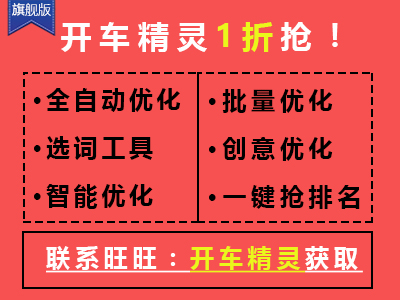 旗舰版
开车精灵1折抢！
•全自动优化
•选词工具
•智能优化
•批量优化
•创意优化
•一键抢排名
联系旺旺：开车精灵获取